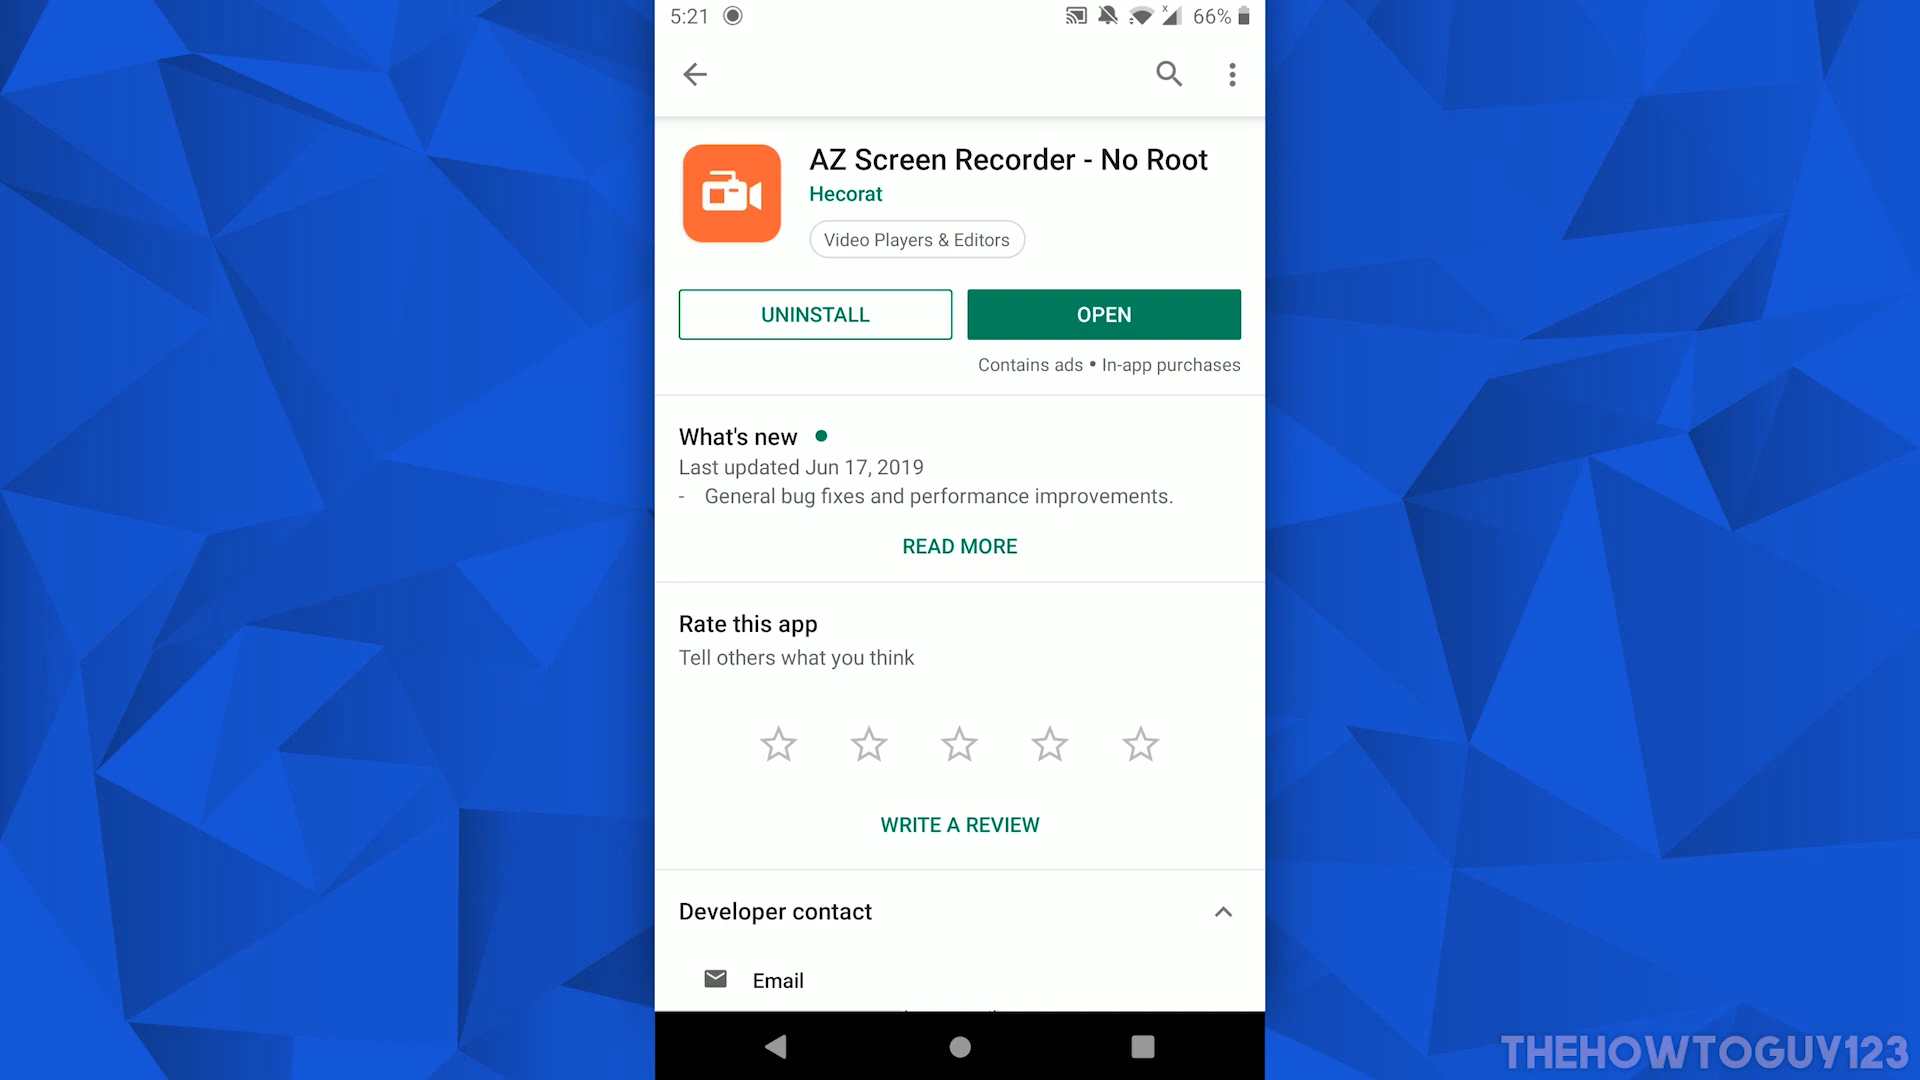 5:21
66%
AZ Screen Recorder - No Root
Hecorat
Video Players & Editors
UNINSTALL
OPEN
Contains ads • In-app purchases
What's new
Last updated Jun 17, 2019
- General bug fixes and performance improvements.
READ MORE
Rate this app
Tell others what you think
WRITE A REVIEW
Developer contact
Email
THEHOWTOGUY123